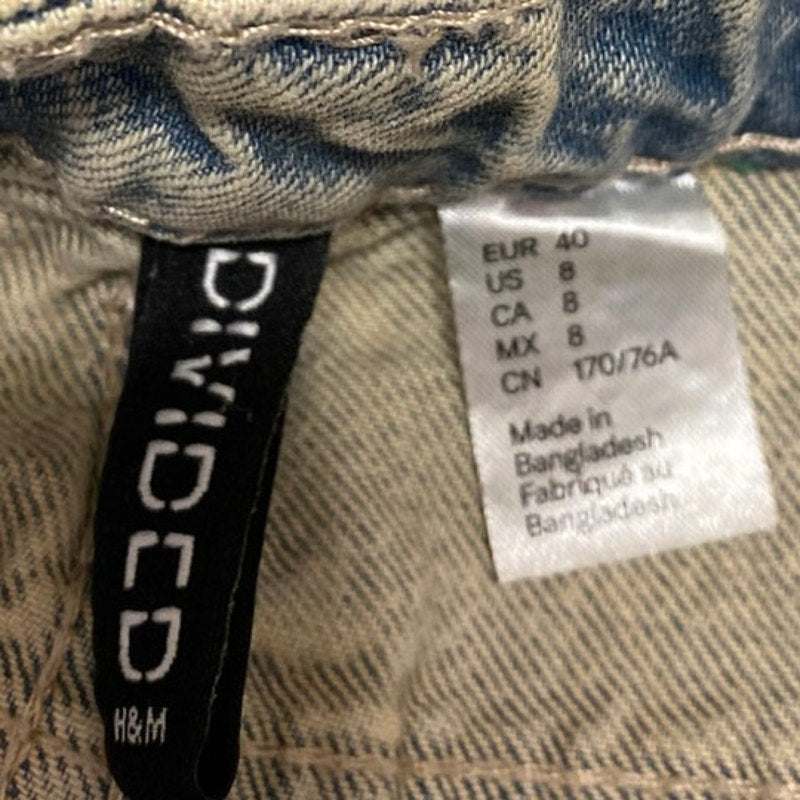 DIVIDED
H&M
EUR 40
US 8
CA 8
MX 8
CN 170/76A
Made in
Bangladesh
Fabriqué au
Bangladesh